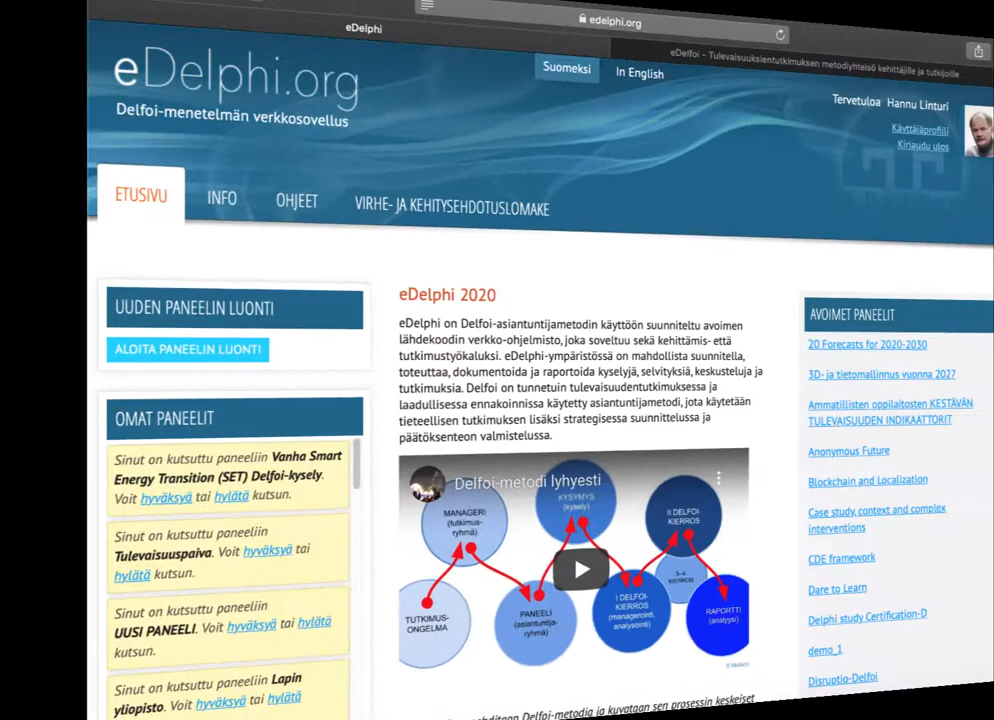 edelphi.org
eDelphi
eDelfoi - Tulevaisuuksientutkimuksen metodiyhteisö kehittäjille ja tutkijoille
eDelphi.org
Delfoi-menetelmän verkkosovellus
Suomeksi
In English
Tervetuloa Hannu Linturi
Käyttäjäprofiili
Kirjaudu ulos
ETUSIVU
INFO
OHJEET
VIRHE- JA KEHITYSEHDOTUSLOMAKE
UUDEN PANEELIN LUONTI
ALOITA PANEELIN LUONTI
OMAT PANEELIT
Sinut on kutsuttu paneeliin Vanha Smart
Energy Transition (SET) Delfoi-kysely.
Voit hyväksyä tai hylätä kutsun.
Sinut on kutsuttu paneeliin
Tulevaisuuspaiva. Voit hyväksyä tai
hylätä kutsun.
Sinut on kutsuttu paneeliin
UUSI PANEELI. Voit hyväksyä tai hylätä
kutsun.
Sinut on kutsuttu paneeliin Lapin
yliopisto. Voit hyväksyä tai hylätä
eDelphi 2020
eDelphi on Delfoi-asiantuntijametodin käyttöön suunniteltu avoimen
lähdekoodin verkko-ohjelmisto, joka soveltuu sekä kehittämis- että
tutkimustyökaluksi. eDelphi-ympäristössä on mahdollista suunnitella,
toteuttaa, dokumentoida ja raportoida kyselyjä, selvityksiä, keskusteluja ja
tutkimuksia. Delfoi on tunnetuin tulevaisuudentutkimuksessa ja
laadullisessa ennakoinnissa käytetty asiantuntijametodi, jota käytetään
tieteellisen tutkimuksen lisäksi strategisessa suunnittelussa ja
päätöksenteon valmistelussa.
Delfoi-metodi lyhyesti
MANAGERI
(tutkimus-
ryhmä)
KYSYMYS
(kysely)
II DELFOI-
KIERROS
3-4.
KIERROS
TUTKIMUS-
ONGELMA
PANEELI
(asiantuntija-
ryhmä)
I DELFOI-
KIERROS
(managerointi,
analysointi)
RAPORTTI
(analyysi)
Delfoi-metodia ja kuvataan sen prosessin keskeiset
AVOIMET PANEELIT
20 Forecasts for 2020-2030
3D- ja tietomallinnus vuonna 2027
Ammatillisten oppilaitosten KESTÄVÄN
TULEVAISUUDEN INDIKAATTORIT
Anonymous Future
Blockchain and Localization
Case study, context and complex
interventions
CDE framework
Dare to Learn
Delphi study Certification-D
demo_1
Disruptio-Delfoi